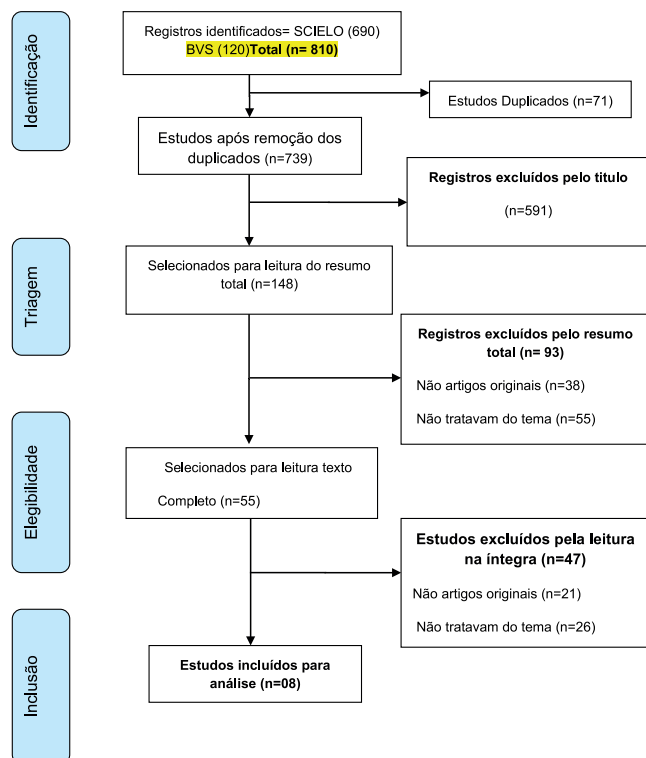 Identificação
Registros identificados= SCIELO (690)
BVS (120)Total (n= 810)
Estudos Duplicados (n=71)
Estudos após remoção dos
duplicados (n=739)
Registros excluídos pelo titulo
(n=591)
Triagem
Selecionados para leitura do resumo
total (n=148)
Registros excluídos pelo resumo
total (n= 93)
Não artigos originais (n=38)
Não tratavam do tema (n=55)
Elegibilidade
Selecionados para leitura texto
Completo (n=55)
Estudos excluídos pela leitura
na íntegra (n=47)
Não artigos originais (n=21)
Não tratavam do tema (n=26)
Inclusão
Estudos incluídos para
análise (n=08)